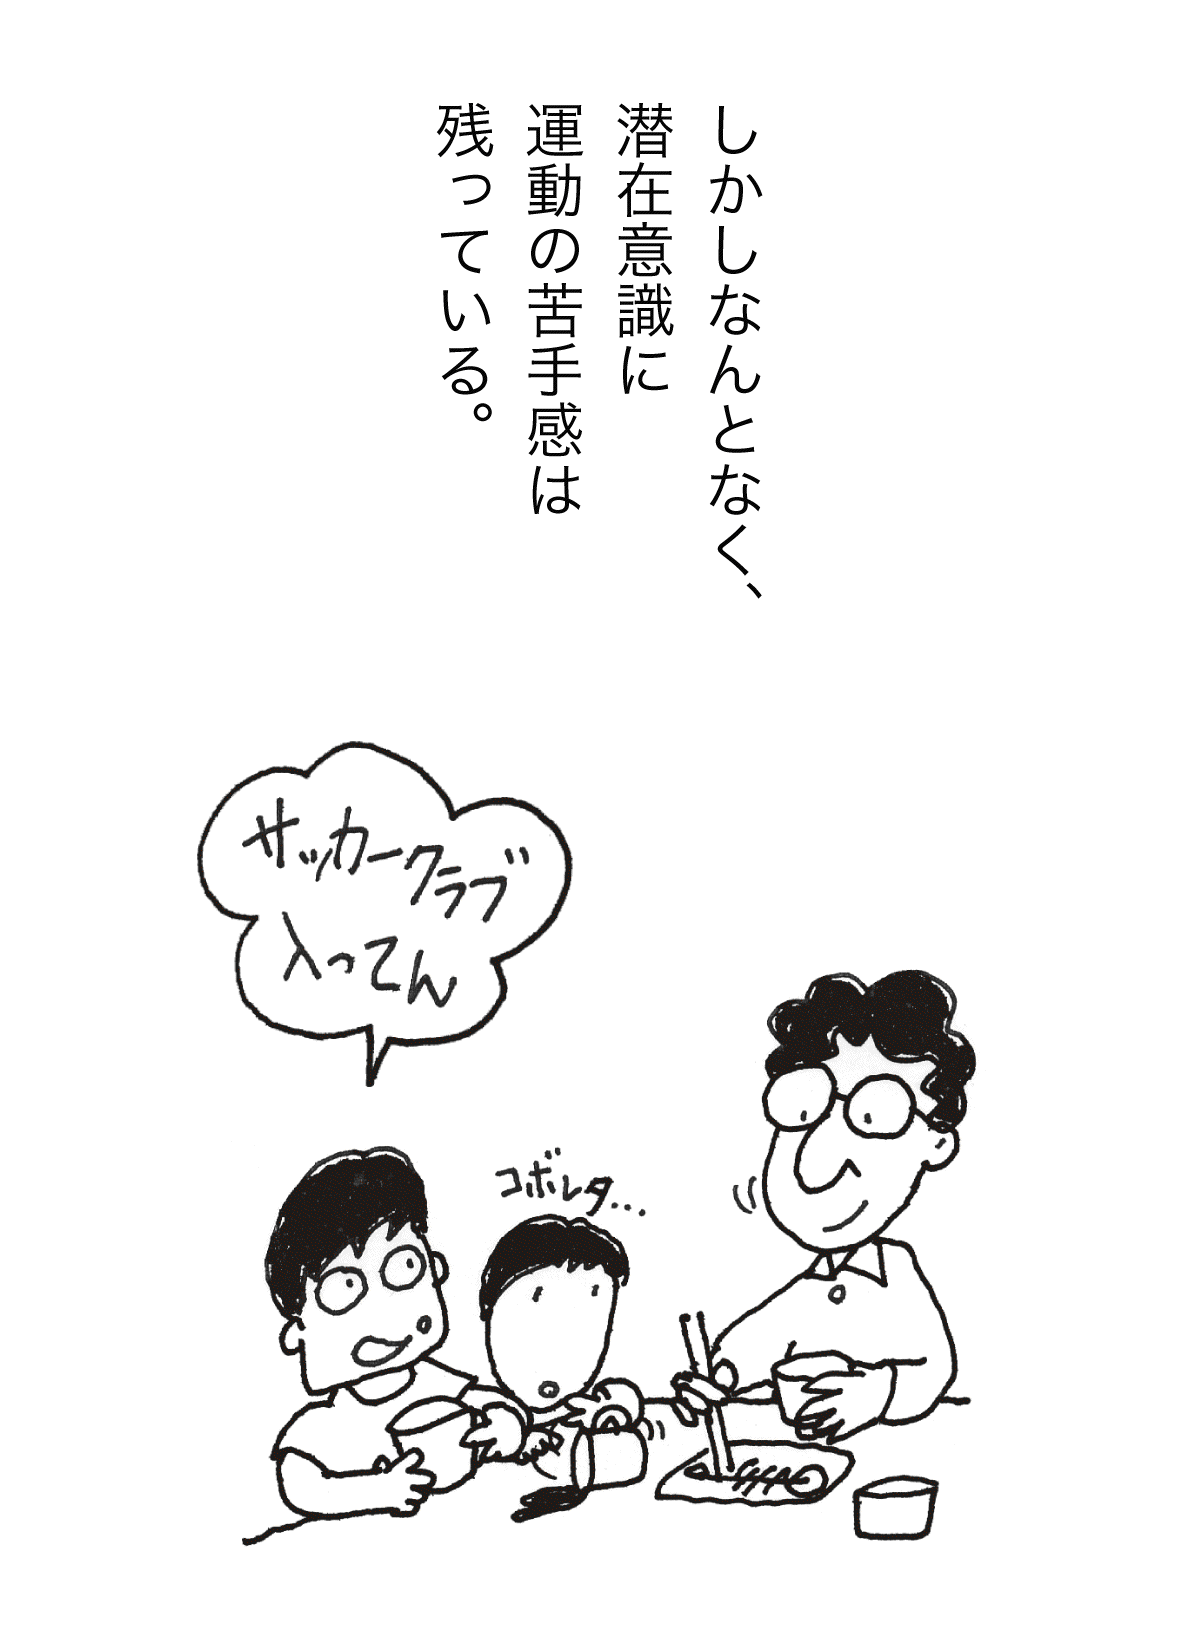 しかしなんとなく、
潜在意識に
運動の苦手感は
残っている。
サッカークラブ
入ってん
コボレタ…